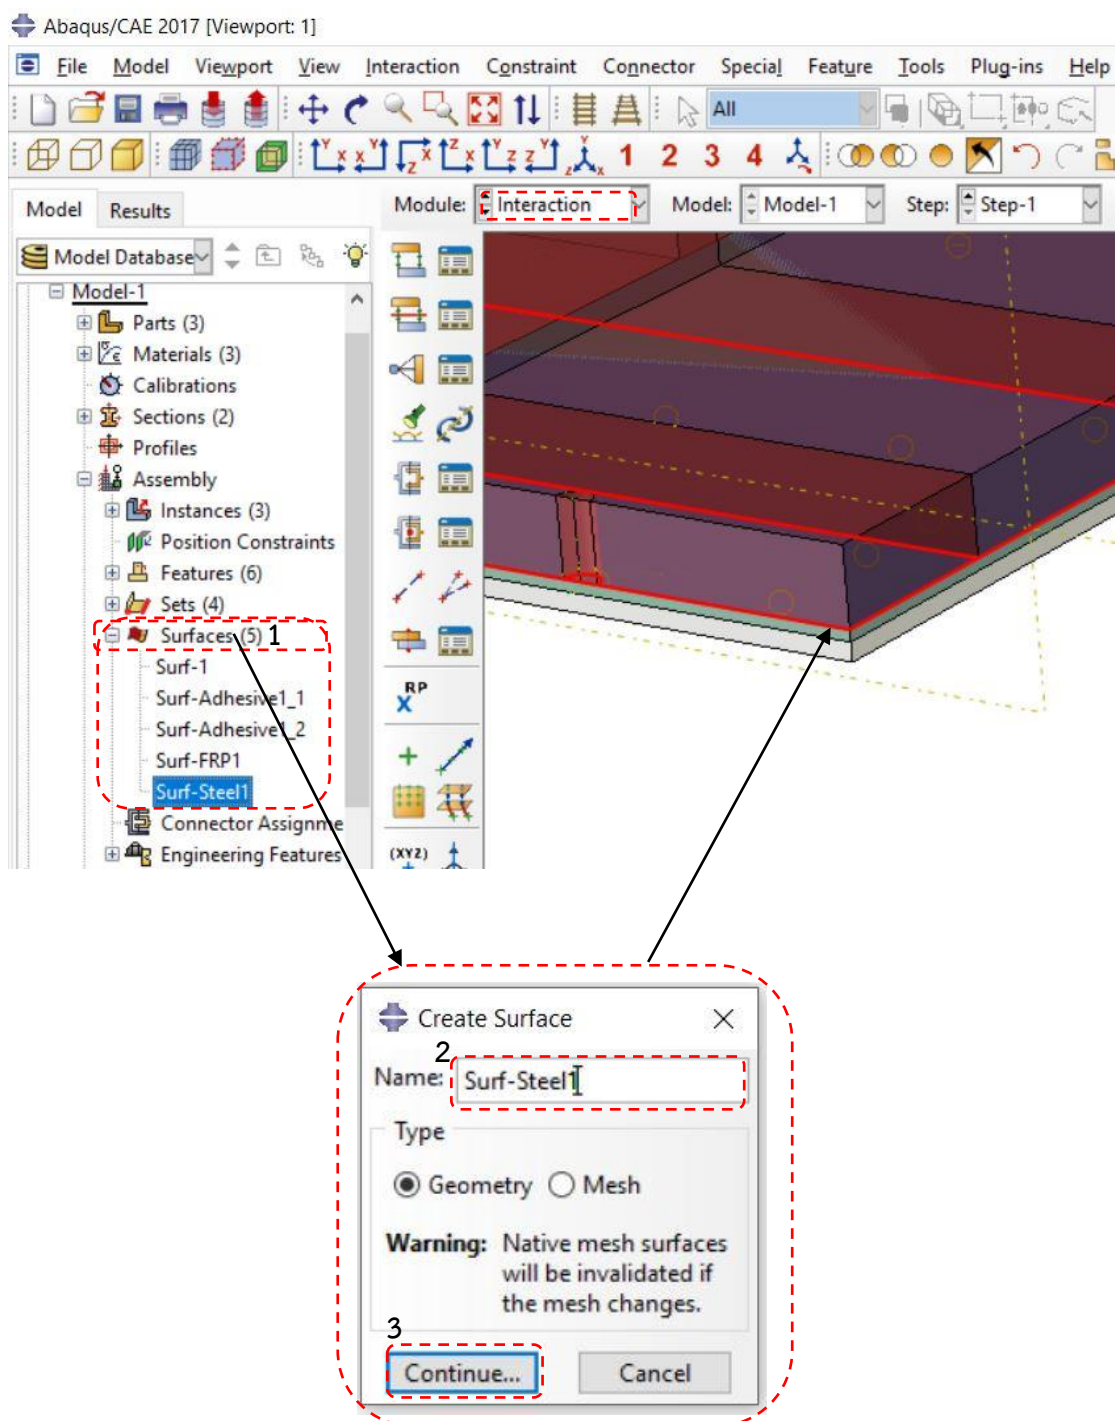 Abaqus/CAE 2017 [Viewport: 1]
File Model Viewport View Interaction Constraint Connector Special Feature Tools Plug-ins Help
All
Y X Y X X Z Z X Y Z Z Y Y Z X 1 2 3 4
Model Results Module: Interaction Model: Model-1 Step: Step-1
Model Database
Model-1
Parts (3)
Materials (3)
Calibrations
Sections (2)
Profiles
Assembly
Instances (3)
Position Constraints
Features (6)
Sets (4)
Surfaces (5) 1
Surf-1
Surf-Adhesive1_1
Surf-Adhesive1_2
Surf-FRP1
Surf-Steel1
Connector Assignme
Engineering Features
RP
X
(XYZ)
Create Surface
2
Name: Surf-Steel1
Type
Geometry Mesh
Warning: Native mesh surfaces
will be invalidated if
the mesh changes.
3
Continue... Cancel